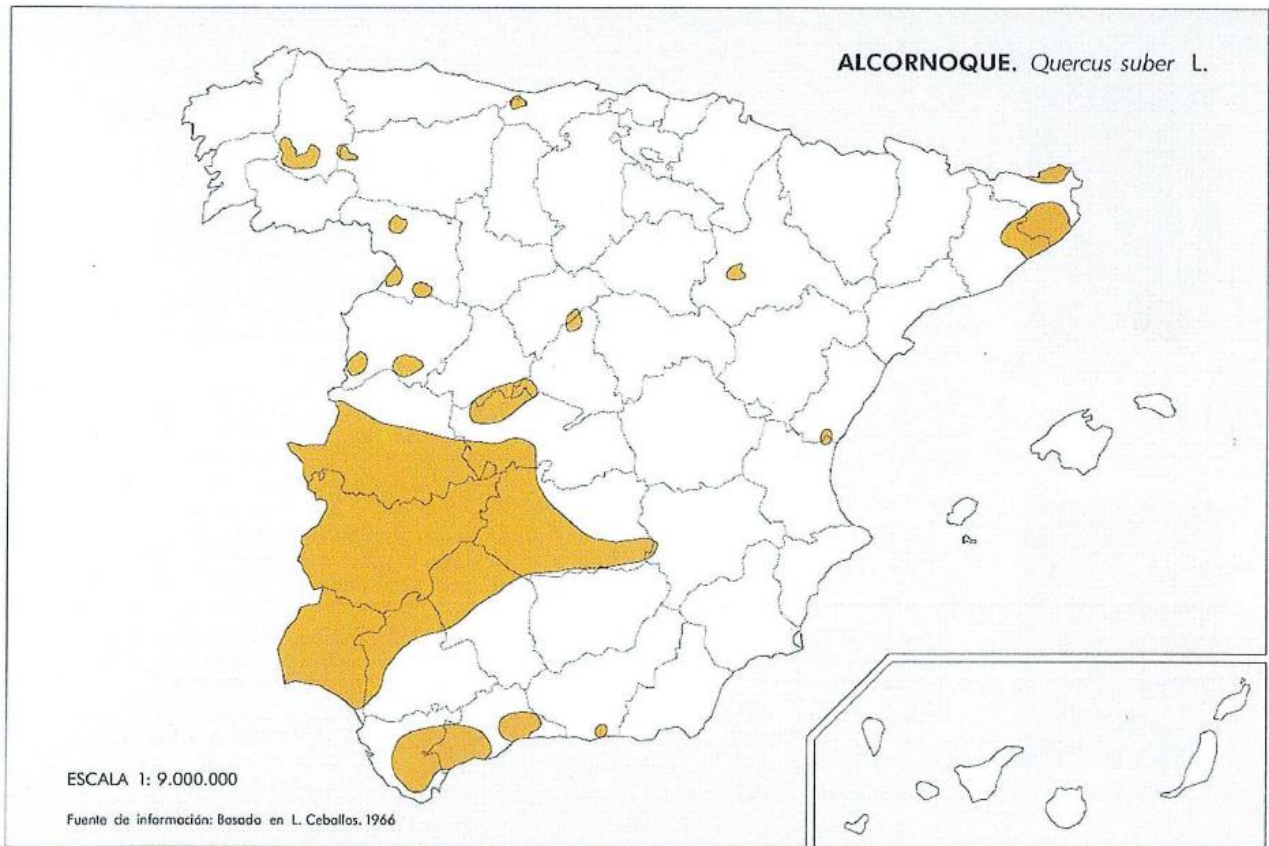 ALCORNOQUE. Quercus suber L.
ESCALA 1: 9.000.000
Fuente de información: Basado en L. Ceballos. 1966